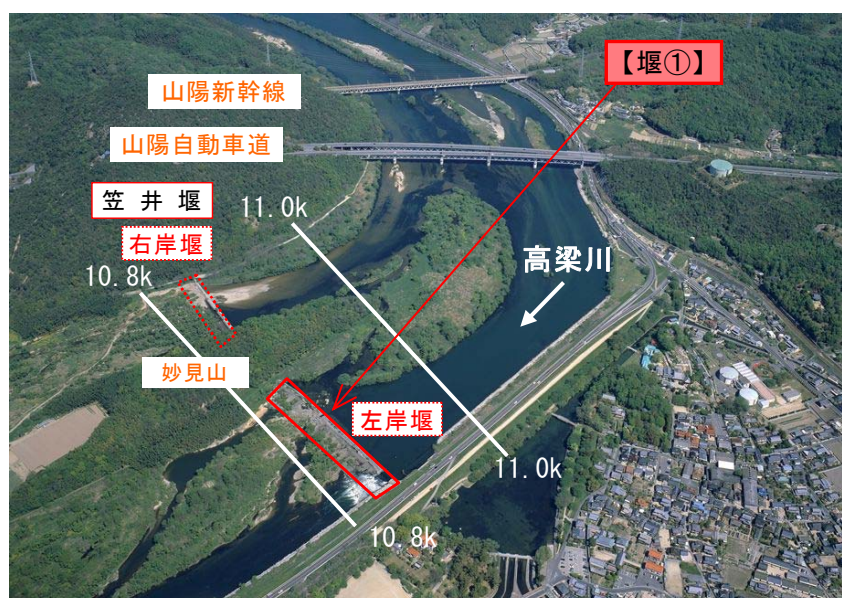 【堰①】
山陽新幹線
山陽自動車道
笠井堰
11.0k
右岸堰
高梁川
10.8k
妙見山
左岸堰
11.0k
10.8k